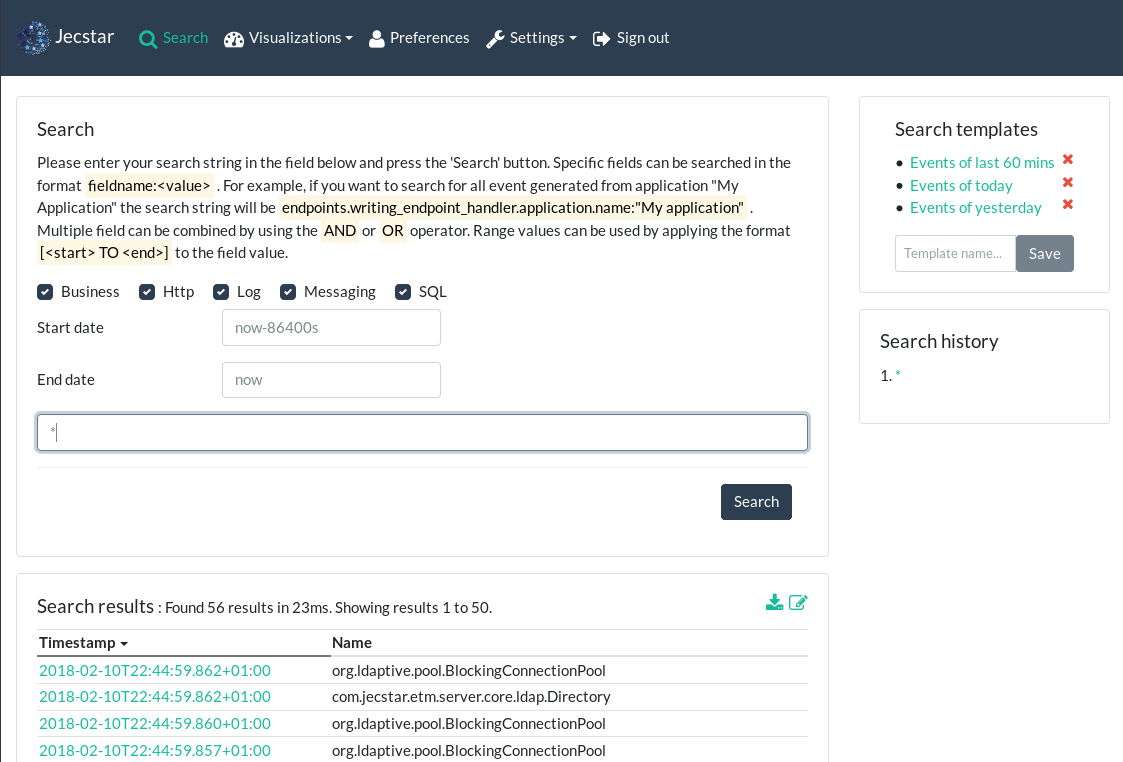 Jecstar Search Visualizations Preferences Settings Sign out
Search
Please enter your search string in the field below and press the 'Search' button. Specific fields can be searched in the
format fieldname:<value> . For example, if you want to search for all event generated from application "My
Application" the search string will be endpoints.writing_endpoint_handler.application.name:"My application" .
Multiple field can be combined by using the AND or OR operator. Range values can be used by applying the format
[<start> TO <end>] to the field value.
Business Http Log Messaging SQL
Start date now-86400s
End date now
*
Search
Search templates
• Events of last 60 mins
• Events of today
• Events of yesterday
Template name... Save
Search history
1. *
Search results : Found 56 results in 23ms. Showing results 1 to 50.
Timestamp Name
2018-02-10T22:44:59.862+01:00 org.ldaptive.pool.BlockingConnectionPool
2018-02-10T22:44:59.862+01:00 com.jecstar.etm.server.core.ldap.Directory
2018-02-10T22:44:59.860+01:00 org.ldaptive.pool.BlockingConnectionPool
2018-02-10T22:44:59.857+01:00 org.ldaptive.pool.BlockingConnectionPool